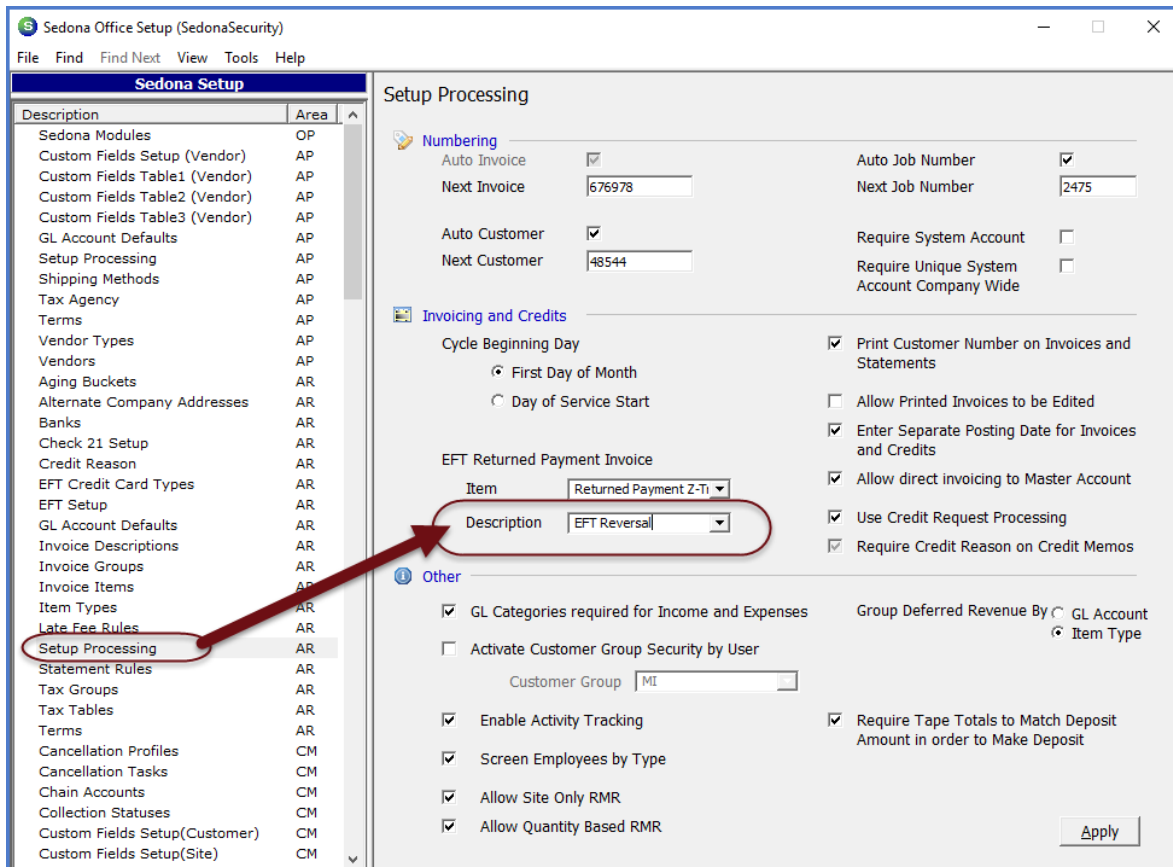 Sedona Office Setup (SedonaSecurity)
File Find Find Next View Tools Help
Sedona Setup
Description Area
Sedona Modules OP
Custom Fields Setup (Vendor) AP
Custom Fields Table1 (Vendor) AP
Custom Fields Table2 (Vendor) AP
Custom Fields Table3 (Vendor) AP
GL Account Defaults AP
Setup Processing AP
Shipping Methods AP
Tax Agency AP
Terms AP
Vendor Types AP
Vendors AP
Aging Buckets AR
Alternate Company Addresses AR
Banks AR
Check 21 Setup AR
Credit Reason AR
EFT Credit Card Types AR
EFT Setup AR
GL Account Defaults AR
Invoice Descriptions AR
Invoice Groups AR
Invoice Items AR
Item Types AR
Late Fee Rules AR
Setup Processing AR
Statement Rules AR
Tax Groups AR
Tax Tables AR
Terms AR
Cancellation Profiles CM
Cancellation Tasks CM
Chain Accounts CM
Collection Statuses CM
Custom Fields Setup(Customer) CM
Custom Fields Setup(Site) CM
Setup Processing
Numbering
Auto Invoice
Next Invoice 676978
Auto Customer
Next Customer 48544
Auto Job Number
Next Job Number 2475
Require System Account
Require Unique System
Account Company Wide
Invoicing and Credits
Cycle Beginning Day
First Day of Month
Day of Service Start
EFT Returned Payment Invoice
Item Returned Payment Z-Tr
Description EFT Reversal
Print Customer Number on Invoices and
Statements
Allow Printed Invoices to be Edited
Enter Separate Posting Date for Invoices
and Credits
Allow direct invoicing to Master Account
Use Credit Request Processing
Require Credit Reason on Credit Memos
Other
GL Categories required for Income and Expenses
Activate Customer Group Security by User
Customer Group MI
Enable Activity Tracking
Screen Employees by Type
Allow Site Only RMR
Allow Quantity Based RMR
Group Deferred Revenue By GL Account
Item Type
Require Tape Totals to Match Deposit
Amount in order to Make Deposit
Apply